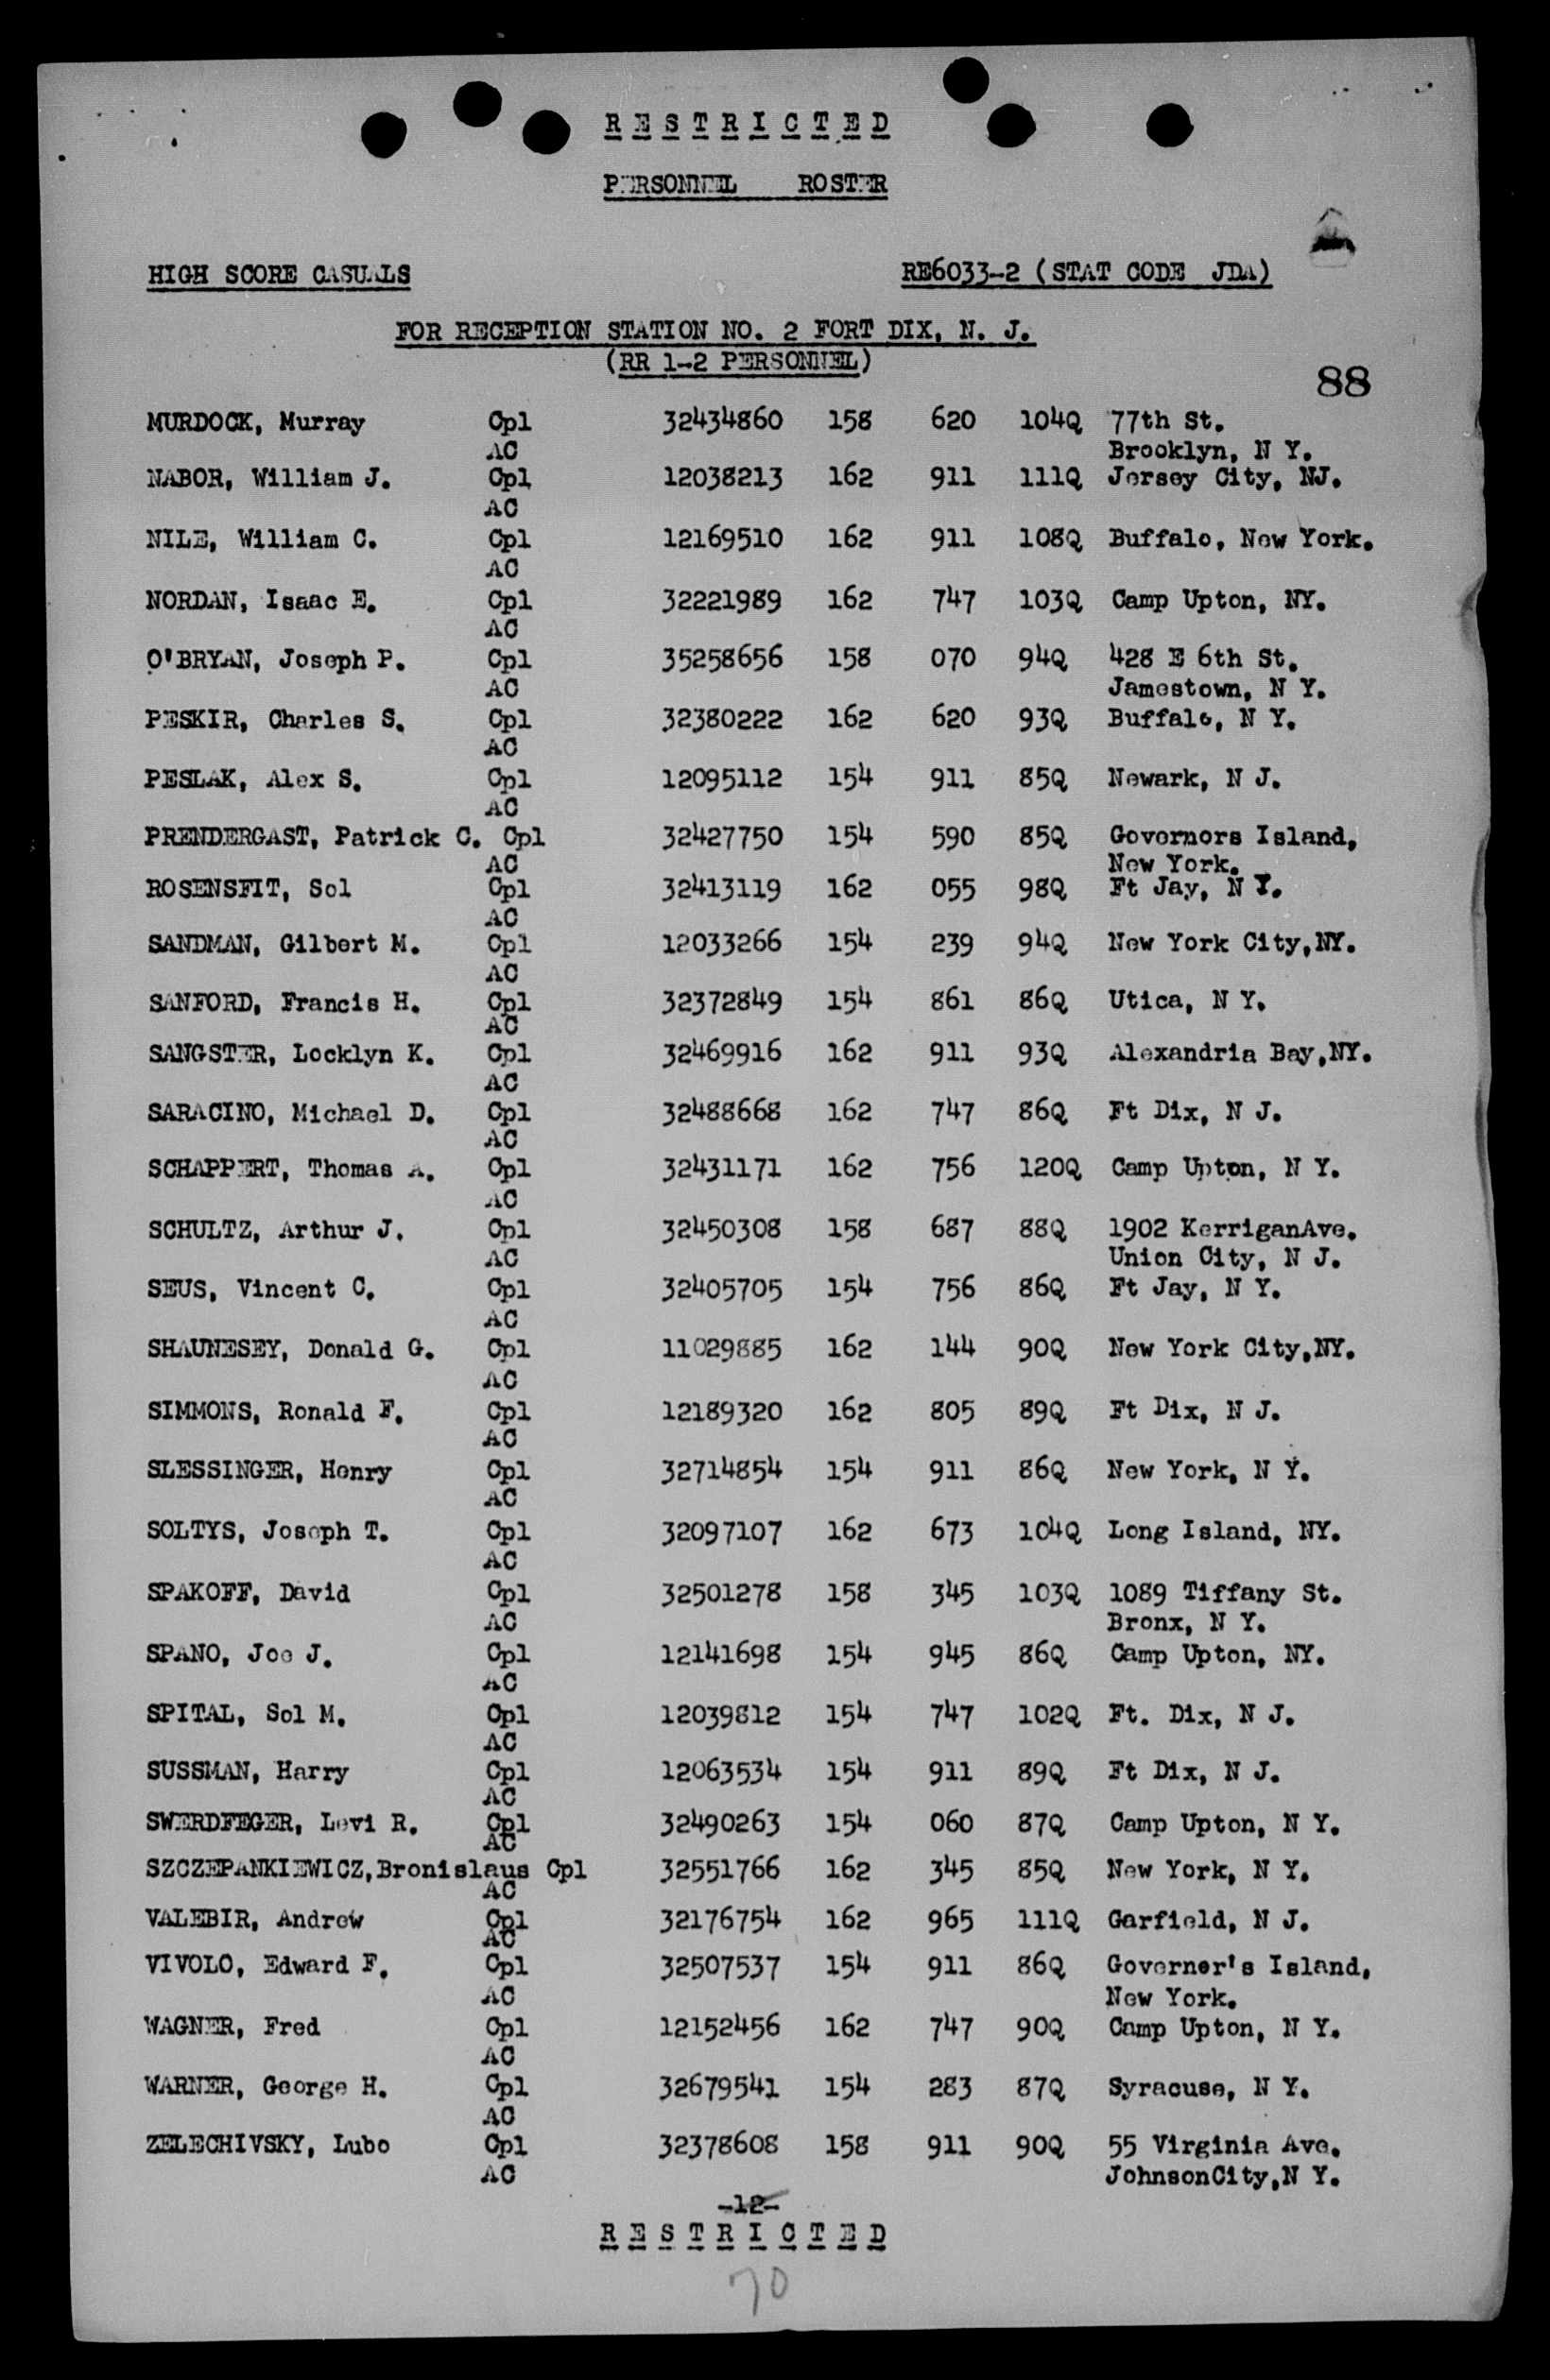 RESTRICTED
PERSONNEL ROSTER
HIGH SCORE CASUALS RE6033-2 (STAT CODE JDA)
FOR RECEPTION STATION NO. 2 FORT DIX, N. J.
(RR 1-2 PERSONNEL)
88
MURDOCK, Murray Cpl 32434860 158 620 104Q 77th St.
AC Brooklyn, N Y.
NABOR, William J. Cpl 12038213 162 911 111Q Jersey City, NJ.
AC
NILE, William C. Cpl 12169510 162 911 108Q Buffalo, New York.
AC
NORDAN, Isaac E. Cpl 32221989 162 747 103Q Camp Upton, NY.
AC
O'BRYAN, Joseph P. Cpl 35258656 158 070 94Q 428 E 6th St.
AC Jamestown, N Y.
PESKIR, Charles S. Cpl 32380222 162 620 93Q Buffalo, N Y.
AC
PESLAK, Alex S. Cpl 12095112 154 911 85Q Newark, N J.
AC
PRENDERGAST, Patrick C. Cpl 32427750 154 590 85Q Governors Island,
AC New York.
ROSENSFIT, Sol Cpl 32413119 162 055 98Q Ft Jay, N Y.
AC
SANDMAN, Gilbert M. Cpl 12033266 154 239 94Q New York City,NY.
AC
SANFORD, Francis H. Cpl 32372849 154 861 86Q Utica, N Y.
AC
SANGSTER, Locklyn K. Cpl 32469916 162 911 93Q Alexandria Bay,NY.
AC
SARACINO, Michael D. Cpl 32488668 162 747 86Q Ft Dix, N J.
AC
SCHAPPERT, Thomas A. Cpl 32431171 162 756 120Q Camp Upton, N Y.
AC
SCHULTZ, Arthur J. Cpl 32450308 158 687 88Q 1902 KerriganAve.
AC Union City, N J.
SEUS, Vincent C. Cpl 32405705 154 756 86Q Ft Jay, N Y.
AC
SHAUNESEY, Donald G. Cpl 11029885 162 144 90Q New York City,NY.
AC
SIMMONS, Ronald F. Cpl 12189320 162 805 89Q Ft Dix, N J.
AC
SLESSINGER, Henry Cpl 32714854 154 911 86Q New York, N Y.
AC
SOLTYS, Joseph T. Cpl 32097107 162 673 104Q Long Island, NY.
AC
SPAKOFF, David Cpl 32501278 158 345 103Q 1089 Tiffany St.
AC Bronx, N Y.
SPANO, Joe J. Cpl 12141698 154 945 86Q Camp Upton, NY.
AC
SPITAL, Sol M. Cpl 12039812 154 747 102Q Ft. Dix, N J.
AC
SUSSMAN, Harry Cpl 12063534 154 911 89Q Ft Dix, N J.
AC
SWERDFEGER, Levi R. Cpl 32490263 154 060 87Q Camp Upton, N Y.
AC
SZCZEPANKIEWICZ,Bronislaus Cpl 32551766 162 345 85Q New York, N Y.
AC
VALEBIR, Andrew Cpl 32176754 162 965 111Q Garfield, N J.
AC
VIVOLO, Edward F. Cpl 32507537 154 911 86Q Governer's Island,
AC New York.
WAGNER, Fred Cpl 12152456 162 747 90Q Camp Upton, N Y.
AC
WARNER, George H. Cpl 32679541 154 283 87Q Syracuse, N Y.
AC
ZELECHIVSKY, Lubo Cpl 32378608 158 911 90Q 55 Virginia Ave.
AC JohnsonCity,N Y.
-12-
RESTRICTED
70